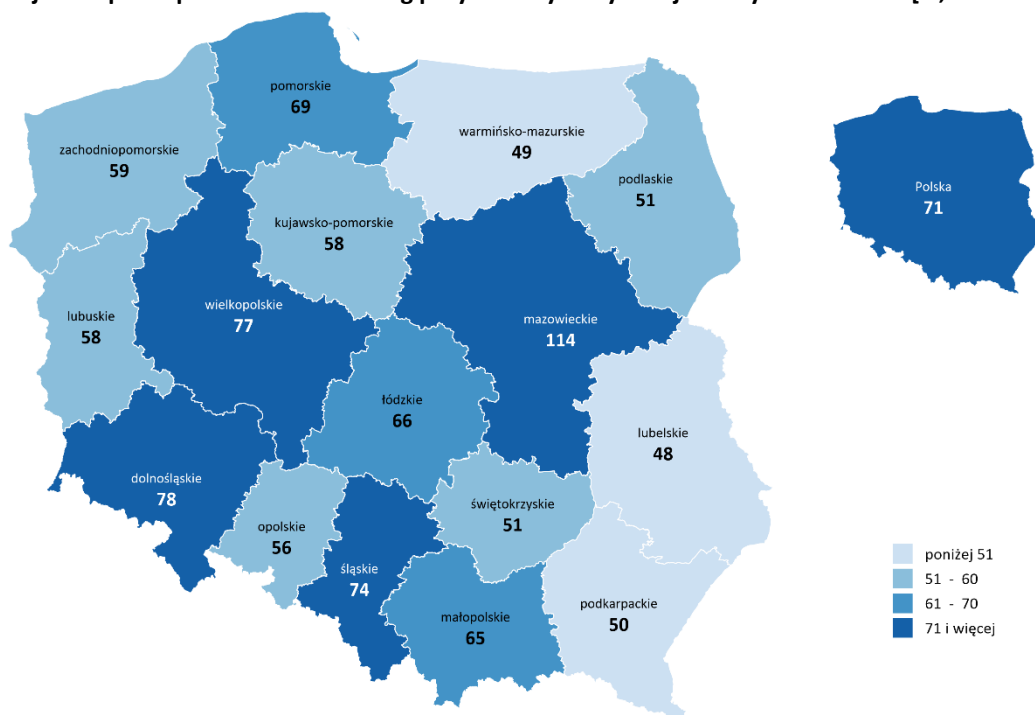 pomorskie
69
warmińsko-mazurskie
49
zachodniopomorskie
59
podlaskie
51
Polska
71
kujawsko-pomorskie
58
wielkopolskie
77
mazowieckie
114
lubuskie
58
łódzkie
66
lubelskie
48
dolnośląskie
78
świętokrzyskie
51
opolskie
56
śląskie
74
podkarpackie
50
małopolskie
65
poniżej 51
51 - 60
61 - 70
71 i więcej